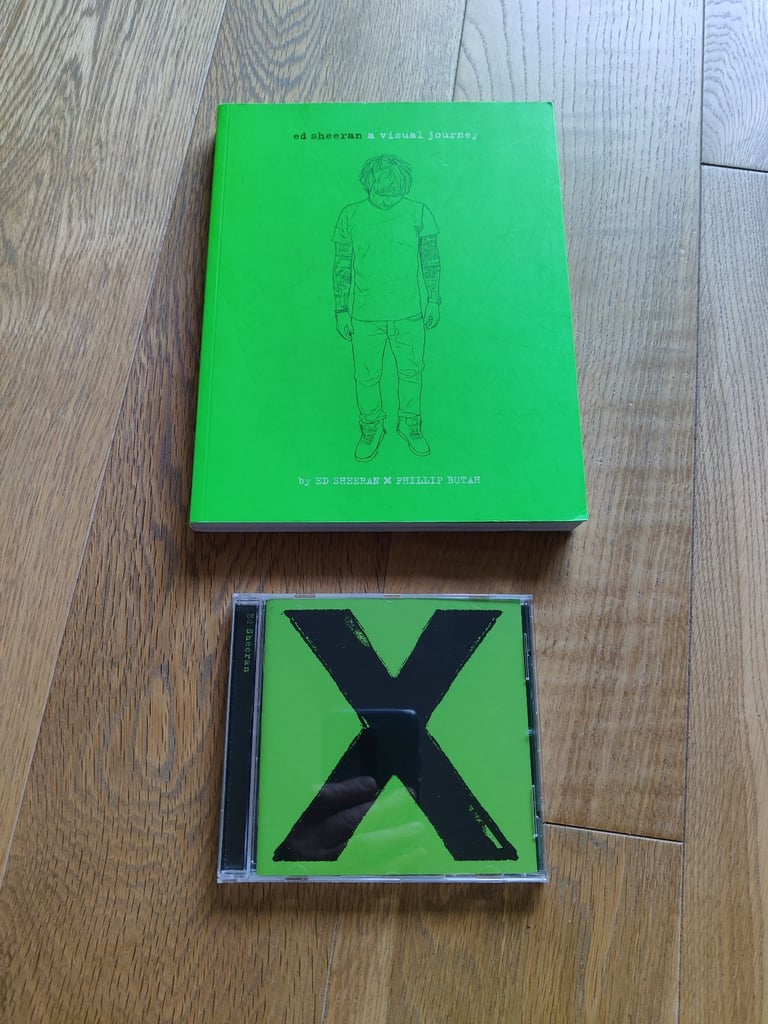 ed sheeran a visual journey
by ED SHEERAN X PHILLIP BUTAH
Ed Sheeran
X